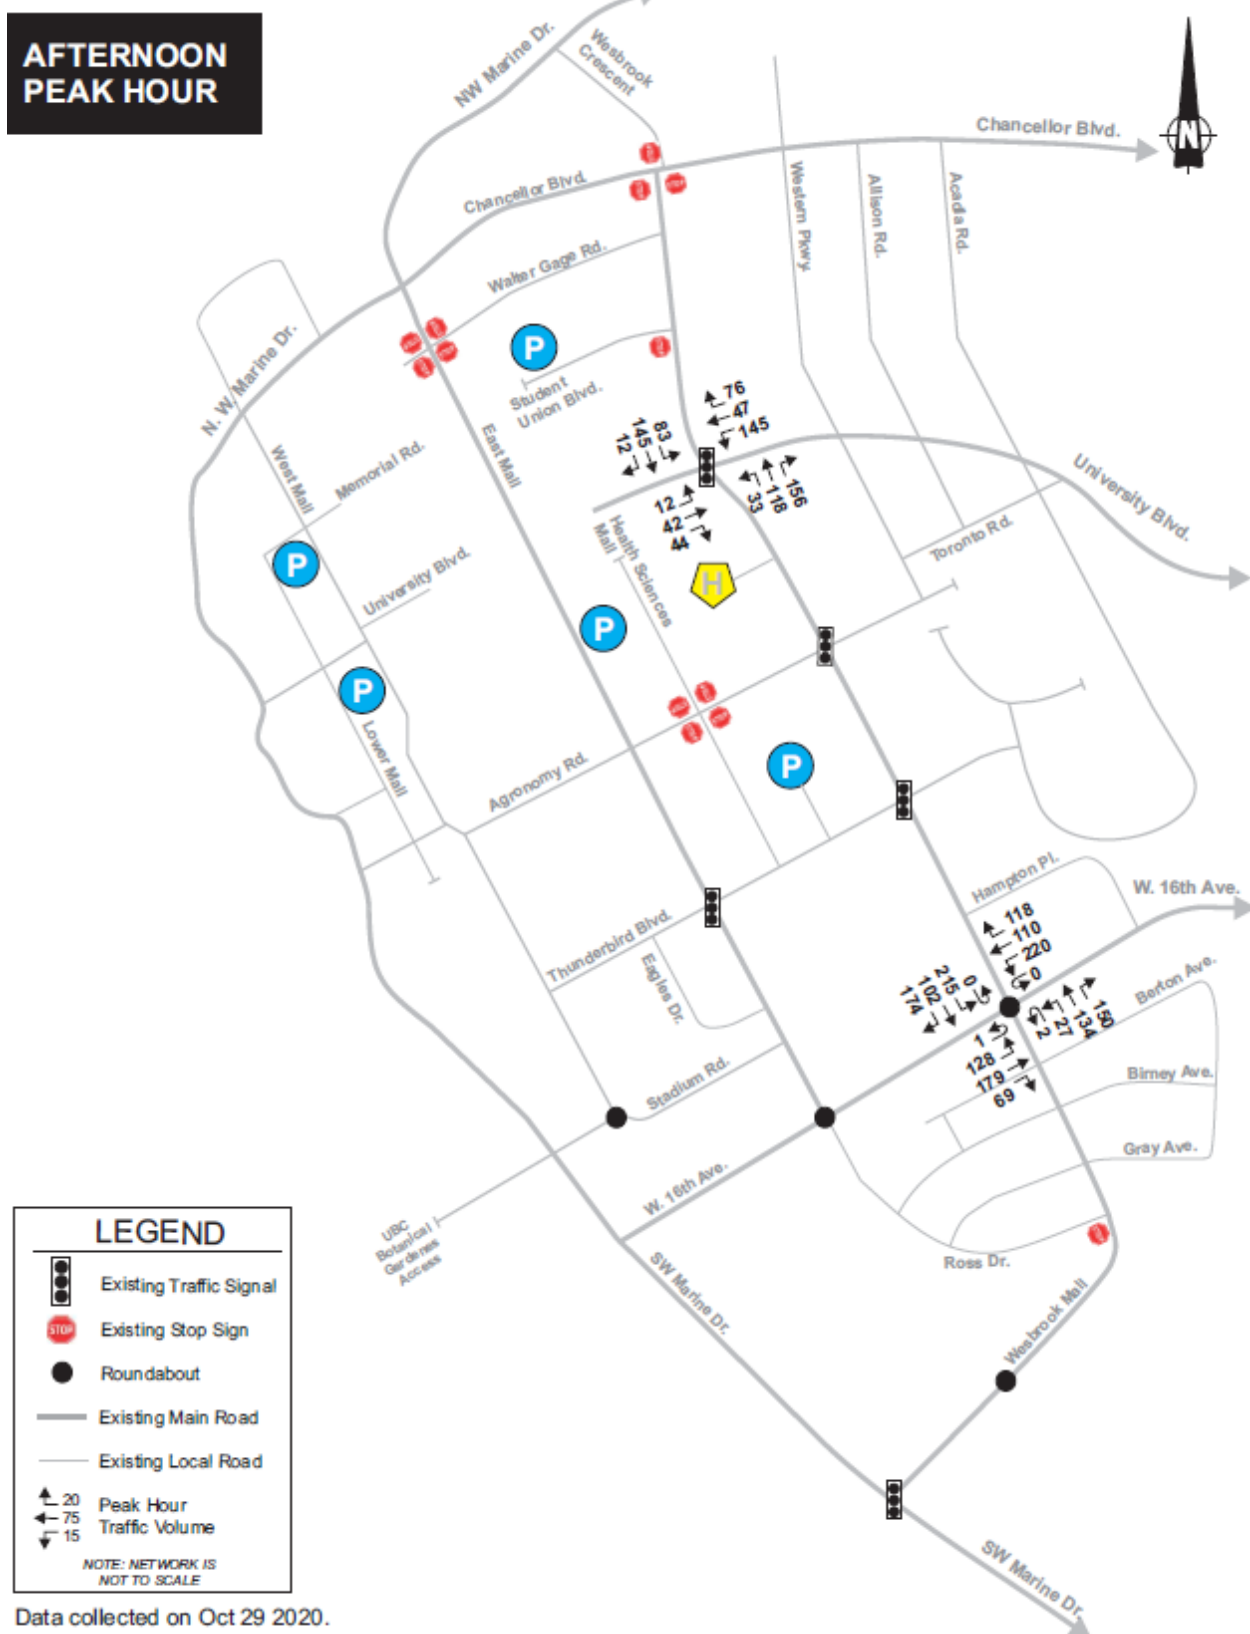 AFTERNOON
PEAK HOUR
NW Marine Dr.
Wesbrook
Crescent
Chancellor Blvd.
N
Chancellor Blvd.
Western Pkwy.
Allison Rd.
Acadia Rd.
Walter Gage Rd.
N. W. Marine Dr.
P
Student
Union Blvd.
76
47
145
12
145
83
33
118
156
12
42
44
East Mall
West Mall
Memorial Rd.
University Blvd.
Toronto Rd.
P
University Blvd.
Health Sciences
Mall
H
P
P
Lower Mall
Agronomy Rd.
P
Hampton Pl.
W. 16th Ave.
118
110
220
0
174
102
215
0
2
27
134
150
1
128
179
69
Thunderbird Blvd.
Eagles Dr.
Berton Ave.
Stadium Rd.
Birney Ave.
Gray Ave.
W. 16th Ave.
UBC
Botanical
Gardenes
Access
Ross Dr.
SW Marine Dr.
Wesbrook Mall
SW Marine Dr.
LEGEND
Existing Traffic Signal
STOP
Existing Stop Sign
Roundabout
Existing Main Road
Existing Local Road
20
75
15
Peak Hour
Traffic Volume
NOTE: NETWORK IS
NOT TO SCALE
Data collected on Oct 29 2020.